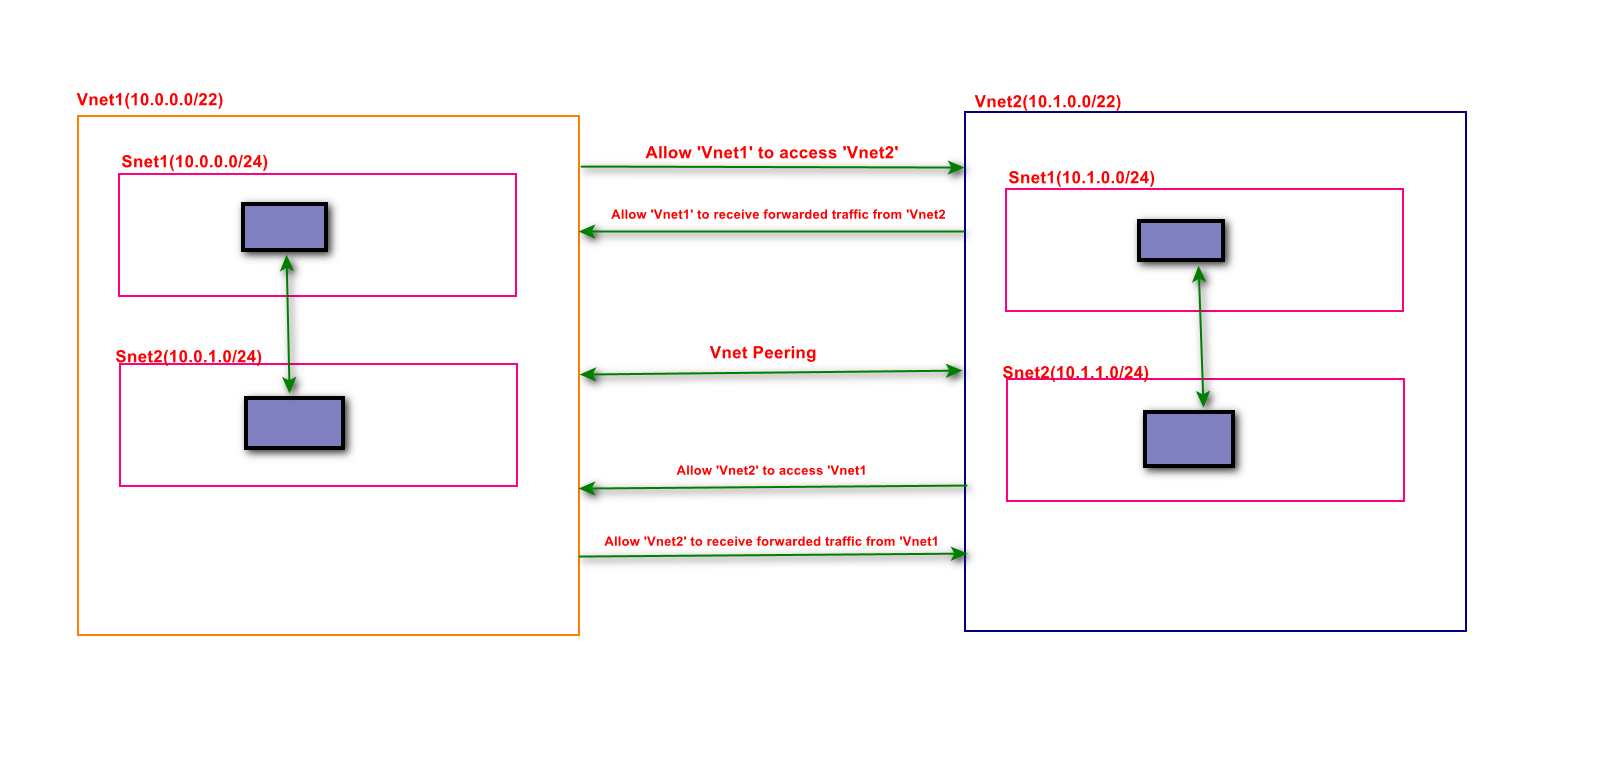 Vnet1(10.0.0.0/22)
Vnet2(10.1.0.0/22)
Snet1(10.0.0.0/24)
Allow 'Vnet1' to access 'Vnet2'
Snet1(10.1.0.0/24)
Allow 'Vnet1' to receive forwarded traffic from 'Vnet2
Snet2(10.0.1.0/24)
Vnet Peering
Snet2(10.1.1.0/24)
Allow 'Vnet2' to access 'Vnet1
Allow 'Vnet2' to receive forwarded traffic from 'Vnet1